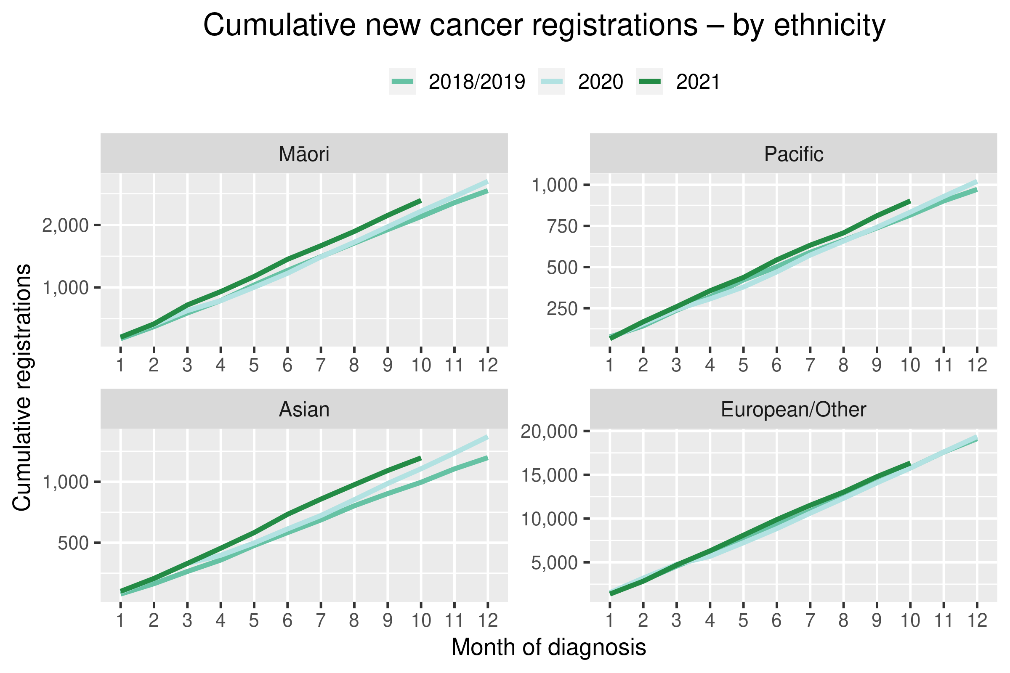 Cumulative new cancer registrations – by ethnicity
2018/2019 2020 2021
Māori
2,000
1,000
1 2 3 4 5 6 7 8 9 10 11 12
Pacific
1,000
750
500
250
1 2 3 4 5 6 7 8 9 10 11 12
Asian
1,000
500
1 2 3 4 5 6 7 8 9 10 11 12
European/Other
20,000
15,000
10,000
5,000
1 2 3 4 5 6 7 8 9 10 11 12
Cumulative registrations
Month of diagnosis